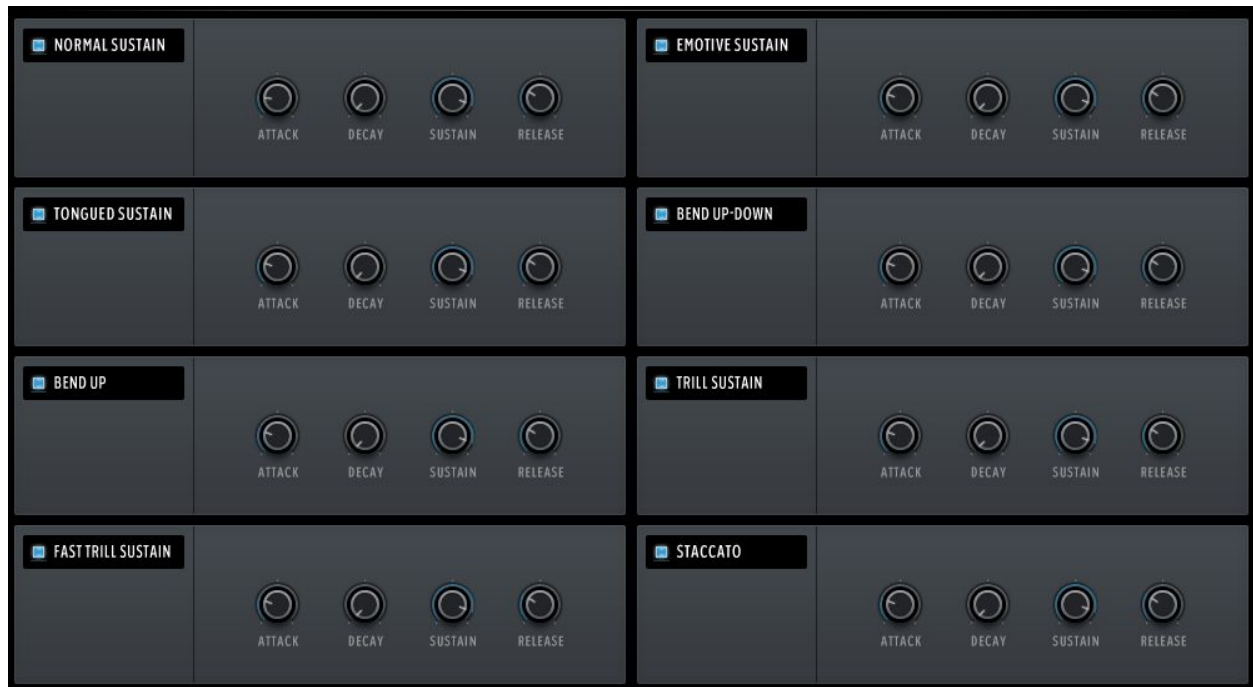 NORMAL SUSTAIN
ATTACK DECAY SUSTAIN RELEASE
EMOTIVE SUSTAIN
ATTACK DECAY SUSTAIN RELEASE
TONGUED SUSTAIN
ATTACK DECAY SUSTAIN RELEASE
BEND UP-DOWN
ATTACK DECAY SUSTAIN RELEASE
BEND UP
ATTACK DECAY SUSTAIN RELEASE
TRILL SUSTAIN
ATTACK DECAY SUSTAIN RELEASE
FAST TRILL SUSTAIN
ATTACK DECAY SUSTAIN RELEASE
STACCATO
ATTACK DECAY SUSTAIN RELEASE